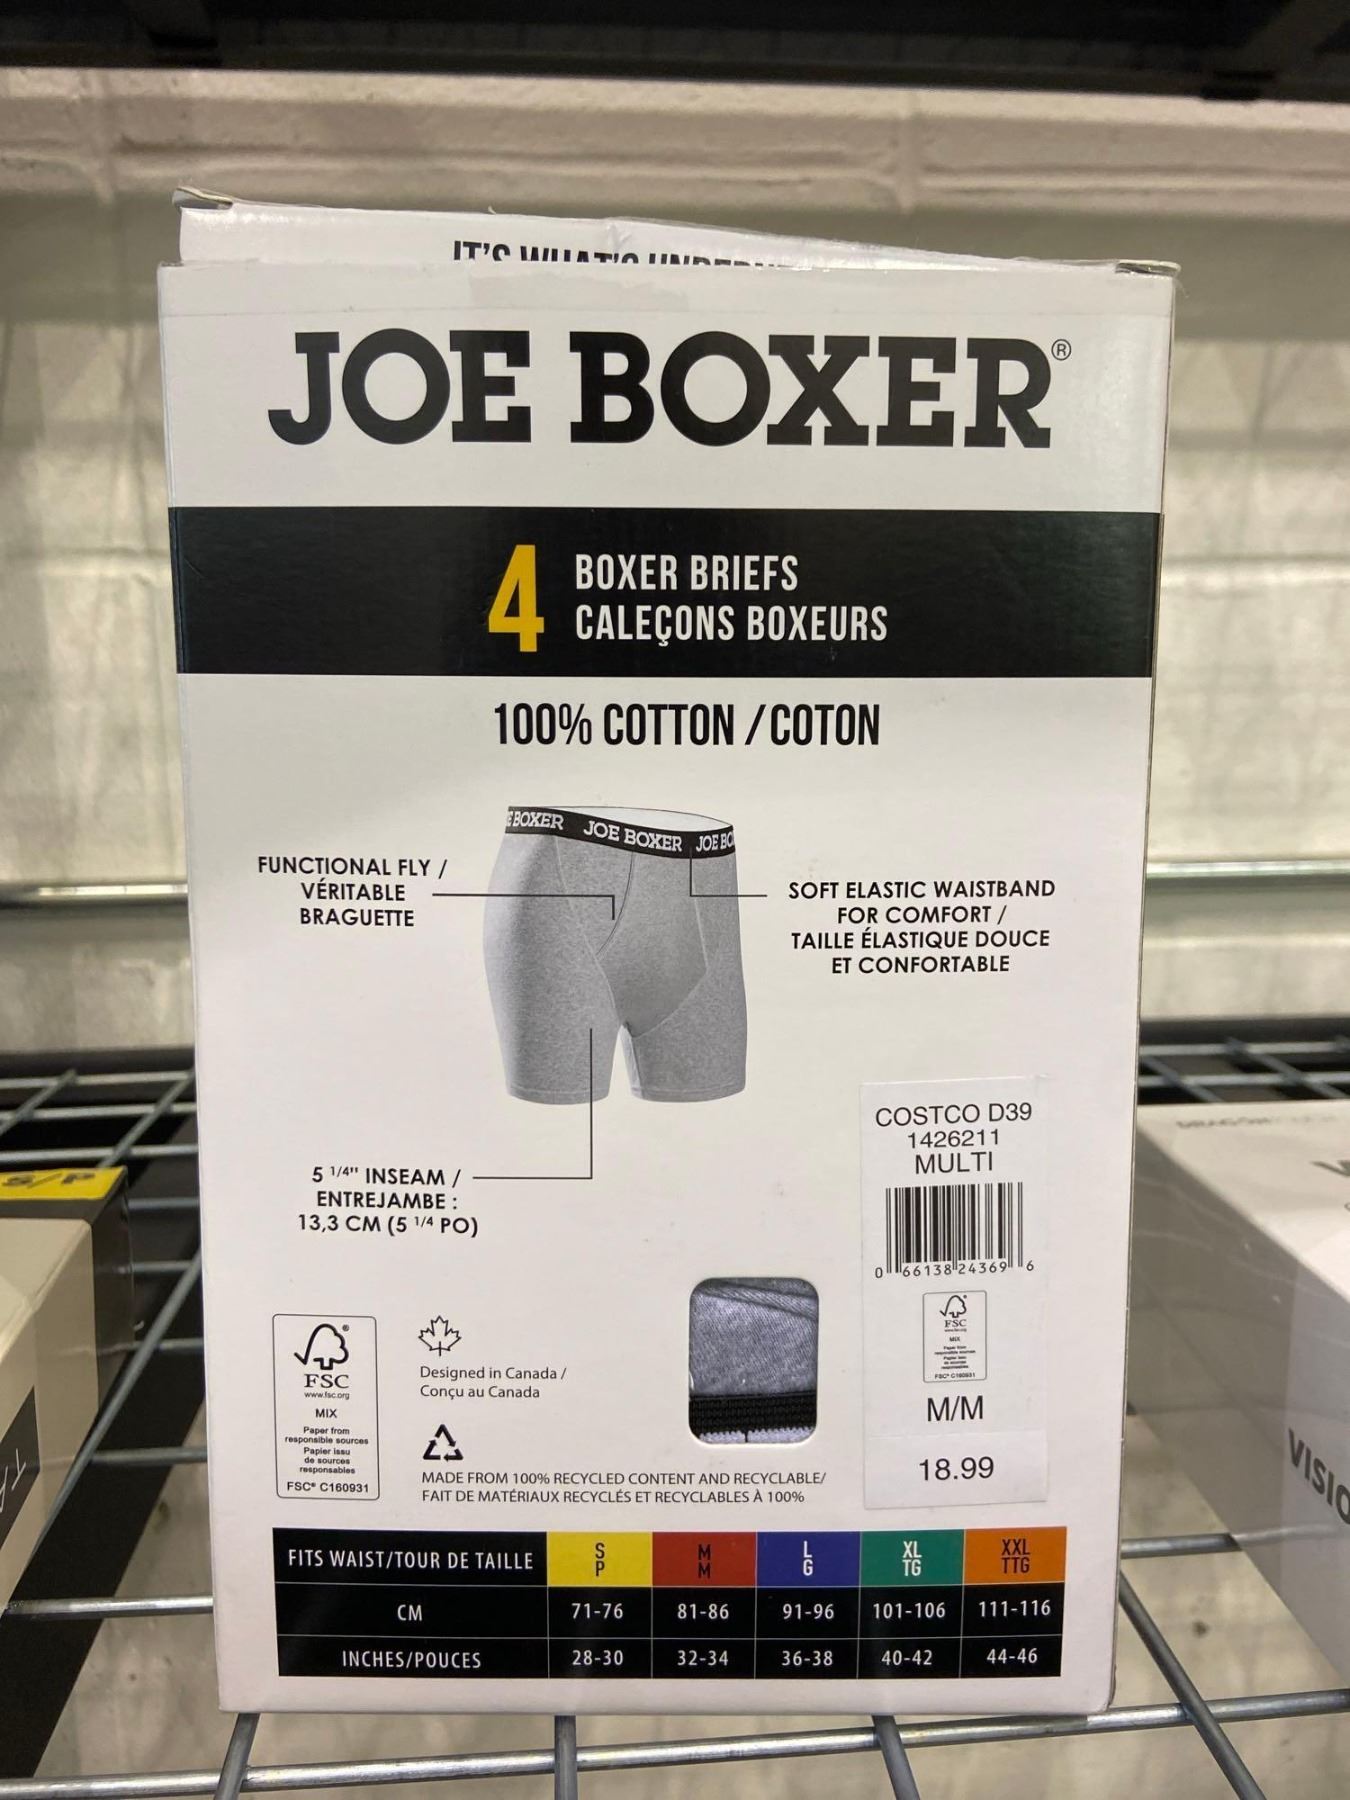 IT'S WHAT'S
JOE BOXER®
4
BOXER BRIEFS
CALEÇONS BOXEURS
100% COTTON / COTON
E BOXER JOE BOXER JOE BO
FUNCTIONAL FLY /
VÉRITABLE
BRAGUETTE
SOFT ELASTIC WAISTBAND
FOR COMFORT /
TAILLE ÉLASTIQUE DOUCE
ET CONFORTABLE
5 1/4" INSEAM /
ENTREJAMBE :
13,3 CM (5 1/4 PO)
COSTCO D39
1426211
MULTI
0 66138 24369 6
FSC
M/M
18.99
FSC
www.fsc.org
MIX
Paper from
responsible sources
Papier issu
de sources
responsables
FSC® C160931
Designed in Canada /
Conçu au Canada
MADE FROM 100% RECYCLED CONTENT AND RECYCLABLE/
FAIT DE MATÉRIAUX RECYCLÉS ET RECYCLABLES À 100%
FITS WAIST/TOUR DE TAILLE S P M M L G XL TG XXL TTG
CM 71-76 81-86 91-96 101-106 111-116
INCHES/POUCES 28-30 32-34 36-38 40-42 44-46
S/P
VISIO